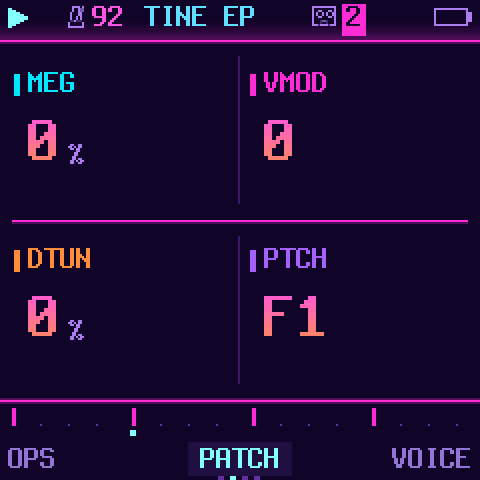 92 TINE EP 2
MEG VMOD
0% 0
DTUN PTCH
0% F1
OPS PATCH VOICE